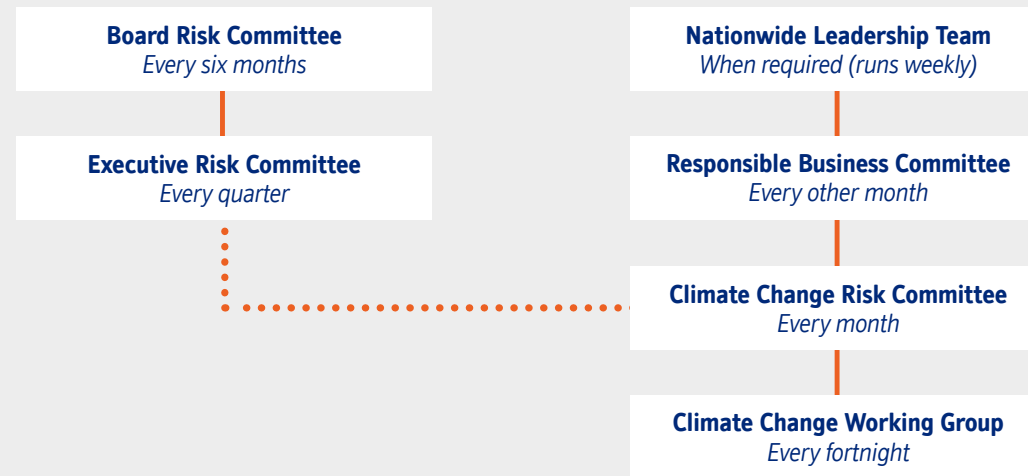 Board Risk Committee
Every six months
Executive Risk Committee
Every quarter
Nationwide Leadership Team
When required (runs weekly)
Responsible Business Committee
Every other month
Climate Change Risk Committee
Every month
Climate Change Working Group
Every fortnight